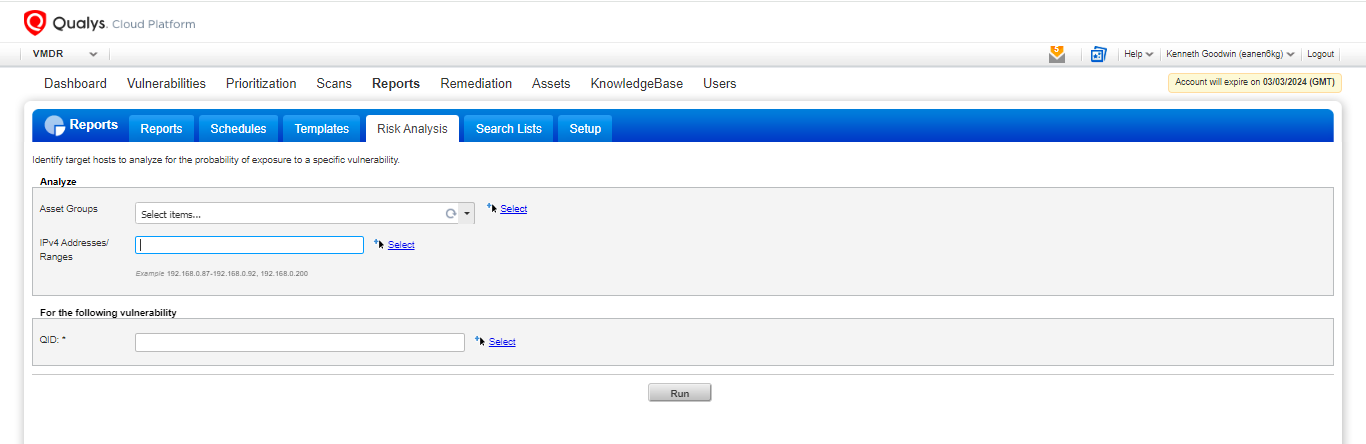 Qualys. Cloud Platform
VMDR
5
Help
Kenneth Goodwin (eanen6kg)
Logout
Dashboard Vulnerabilities Prioritization Scans Reports Remediation Assets KnowledgeBase Users
Account will expire on 03/03/2024 (GMT)
Reports Reports Schedules Templates Risk Analysis Search Lists Setup
Identify target hosts to analyze for the probability of exposure to a specific vulnerability.
Analyze
Asset Groups Select items... Select
IPv4 Addresses/ Select
Ranges
Example 192.168.0.87-192.168.0.92, 192.168.0.200
For the following vulnerability
QID: * Select
Run